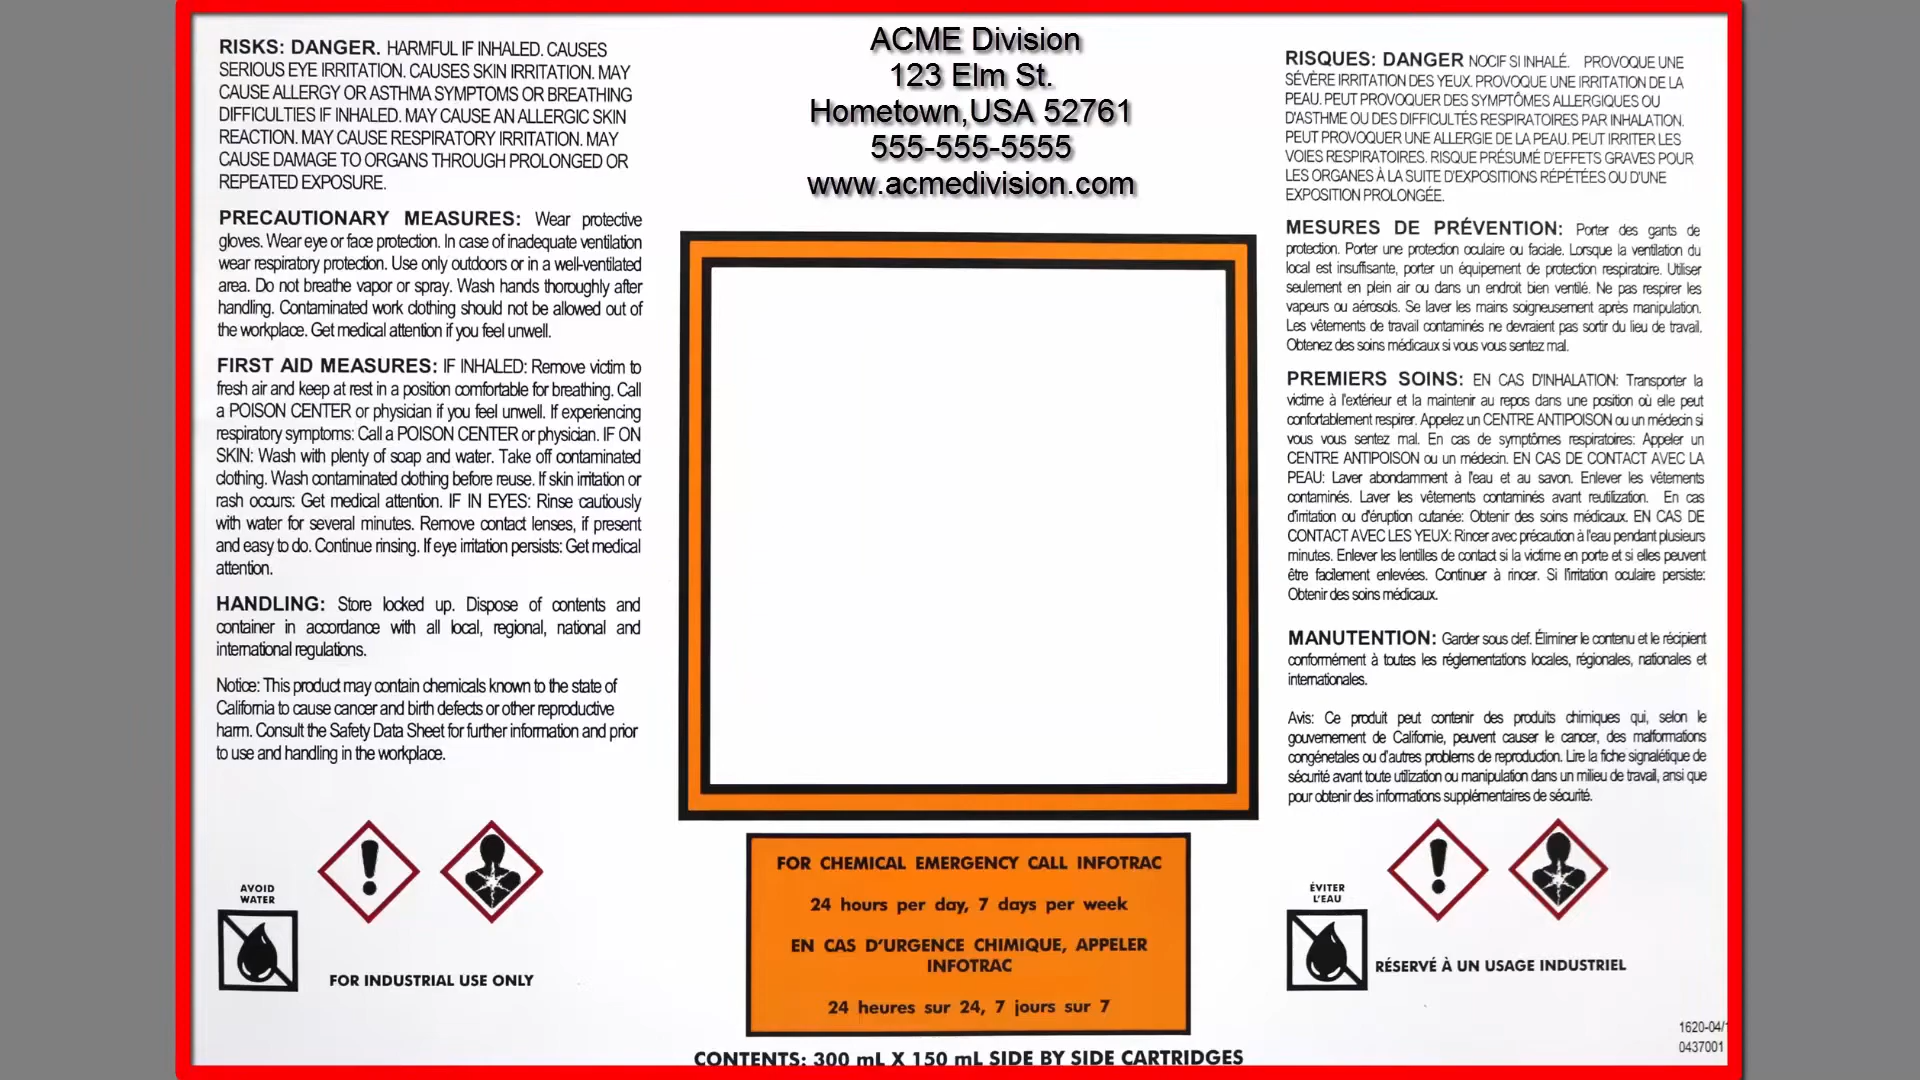 RISKS: DANGER. HARMFUL IF INHALED. CAUSES
SERIOUS EYE IRRITATION. CAUSES SKIN IRRITATION. MAY
CAUSE ALLERGY OR ASTHMA SYMPTOMS OR BREATHING
DIFFICULTIES IF INHALED. MAY CAUSE AN ALLERGIC SKIN
REACTION. MAY CAUSE RESPIRATORY IRRITATION. MAY
CAUSE DAMAGE TO ORGANS THROUGH PROLONGED OR
REPEATED EXPOSURE.
PRECAUTIONARY MEASURES: Wear protective
gloves. Wear eye or face protection. In case of inadequate ventilation
wear respiratory protection. Use only outdoors or in a well-ventilated
area. Do not breathe vapor or spray. Wash hands thoroughly after
handling. Contaminated work clothing should not be allowed out of
the workplace. Get medical attention if you feel unwell.
FIRST AID MEASURES: IF INHALED: Remove victim to
fresh air and keep at rest in a position comfortable for breathing. Call
a POISON CENTER or physician if you feel unwell. If experiencing
respiratory symptoms: Call a POISON CENTER or physician. IF ON
SKIN: Wash with plenty of soap and water. Take off contaminated
clothing. Wash contaminated clothing before reuse. If skin irritation or
rash occurs: Get medical attention. IF IN EYES: Rinse cautiously
with water for several minutes. Remove contact lenses, if present
and easy to do. Continue rinsing. If eye irritation persists: Get medical
attention.
HANDLING: Store locked up. Dispose of contents and
container in accordance with all local, regional, national and
international regulations.
Notice: This product may contain chemicals known to the state of
California to cause cancer and birth defects or other reproductive
harm. Consult the Safety Data Sheet for further information and prior
to use and handling in the workplace.
AVOID
WATER
FOR INDUSTRIAL USE ONLY
ACME Division
123 Elm St.
Hometown,USA 52761
555-555-5555
www.acmedivision.com
FOR CHEMICAL EMERGENCY CALL INFOTRAC
24 hours per day, 7 days per week
EN CAS D'URGENCE CHIMIQUE, APPELER
INFOTRAC
24 heures sur 24, 7 jours sur 7
CONTENTS: 300 mL X 150 mL SIDE BY SIDE CARTRIDGES
RISQUES: DANGER NOCIF SI INHALÉ. PROVOQUE UNE
SÉVÈRE IRRITATION DES YEUX. PROVOQUE UNE IRRITATION DE LA
PEAU. PEUT PROVOQUER DES SYMPTÔMES ALLERGIQUES OU
D'ASTHME OU DES DIFFICULTÉS RESPIRATOIRES PAR INHALATION.
PEUT PROVOQUER UNE ALLERGIE DE LA PEAU. PEUT IRRITER LES
VOIES RESPIRATOIRES. RISQUE PRÉSUMÉ D'EFFETS GRAVES POUR
LES ORGANES À LA SUITE D'EXPOSITIONS RÉPÉTÉES OU D'UNE
EXPOSITION PROLONGÉE.
MESURES DE PRÉVENTION: Porter des gants de
protection. Porter une protection oculaire ou faciale. Lorsque la ventilation du
local est insuffisante, porter un équipement de protection respiratoire. Utiliser
seulement en plein air ou dans un endroit bien ventilé. Ne pas respirer les
vapeurs ou aérosols. Se laver les mains soigneusement après manipulation.
Les vêtements de travail contaminés ne devraient pas sortir du lieu de travail.
Obtenez des soins médicaux si vous vous sentez mal.
PREMIERS SOINS: EN CAS D'INHALATION: Transporter la
victime à l'extérieur et la maintenir au repos dans une position où elle peut
confortablement respirer. Appelez un CENTRE ANTIPOISON ou un médecin si
vous vous sentez mal. En cas de symptômes respiratoires: Appeler un
CENTRE ANTIPOISON ou un médecin. EN CAS DE CONTACT AVEC LA
PEAU: Laver abondamment à l'eau et au savon. Enlever les vêtements
contaminés. Laver les vêtements contaminés avant reutilization. En cas
d'irritation ou d'éruption cutanée: Obtenir des soins médicaux. EN CAS DE
CONTACT AVEC LES YEUX: Rincer avec précaution à l'eau pendant plusieurs
minutes. Enlever les lentilles de contact si la victime en porte et si elles peuvent
être facilement enlevées. Continuer à rincer. Si l'irritation oculaire persiste:
Obtenir des soins médicaux.
MANUTENTION: Garder sous clef. Éliminer le contenu et le récipient
conformément à toutes les réglementations locales, régionales, nationales et
internationales.
Avis: Ce produit peut contenir des produits chimiques qui, selon le
gouvernement de Californie, peuvent causer le cancer, des malformations
congénetales ou d'autres problems de reproduction. Lire la fiche signalétique de
sécurité avant toute utilization ou manipulation dans un milieu de travail, ansi que
pour obtenir des informations supplémentaires de sécurité.
ÉVITER
L'EAU
RÉSERVÉ À UN USAGE INDUSTRIEL
1620-04/1
0437001